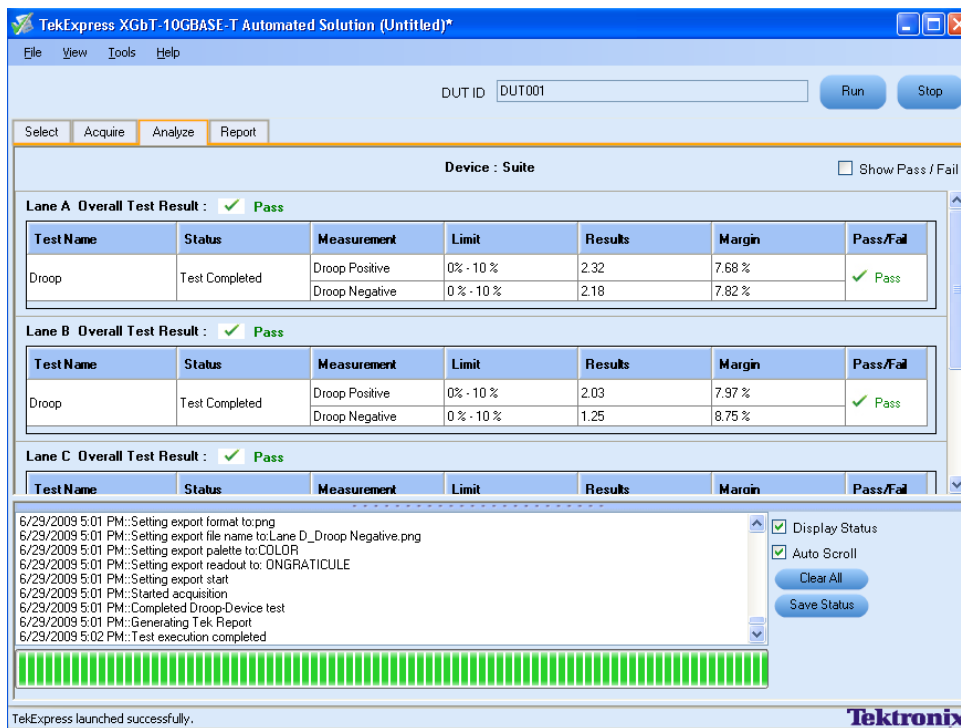 TekExpress XGbT-10GBASE-T Automated Solution (Untitled)*
File View Tools Help
DUT ID DUT001 Run Stop
Select Acquire Analyze Report
Device : Suite Show Pass / Fail
Lane A Overall Test Result : Pass
Test Name Status Measurement Limit Results Margin Pass/Fail
Droop Test Completed Droop Positive 0% - 10 % 2.32 7.68 % Pass
Droop Negative 0 % - 10 % 2.18 7.82 %
Lane B Overall Test Result : Pass
Test Name Status Measurement Limit Results Margin Pass/Fail
Droop Test Completed Droop Positive 0% - 10 % 2.03 7.97 % Pass
Droop Negative 0 % - 10 % 1.25 8.75 %
Lane C Overall Test Result : Pass
Test Name Status Measurement Limit Results Margin Pass/Fail
6/29/2009 5:01 PM::Setting export format to:png
6/29/2009 5:01 PM::Setting export file name to:Lane D_Droop Negative.png
6/29/2009 5:01 PM::Setting export palette to:COLOR
6/29/2009 5:01 PM::Setting export readout to: ONGRATICULE
6/29/2009 5:01 PM::Setting export start
6/29/2009 5:01 PM::Started acquisition
6/29/2009 5:01 PM::Completed Droop-Device test
6/29/2009 5:01 PM::Generating Tek Report
6/29/2009 5:02 PM::Test execution completed
Display Status
Auto Scroll
Clear All
Save Status
TekExpress launched successfully.
Tektronix